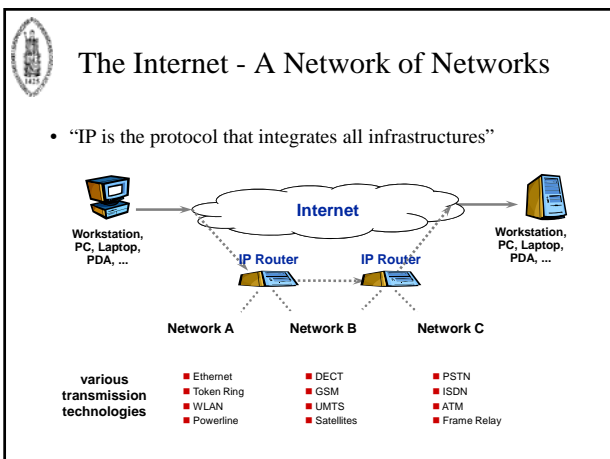 1425
The Internet - A Network of Networks
• “IP is the protocol that integrates all infrastructures”
Internet
Workstation,
PC, Laptop,
PDA, ...
Workstation,
PC, Laptop,
PDA, ...
IP Router IP Router
Network A Network B Network C
various
transmission
technologies
■ Ethernet
■ Token Ring
■ WLAN
■ Powerline
■ DECT
■ GSM
■ UMTS
■ Satellites
■ PSTN
■ ISDN
■ ATM
■ Frame Relay